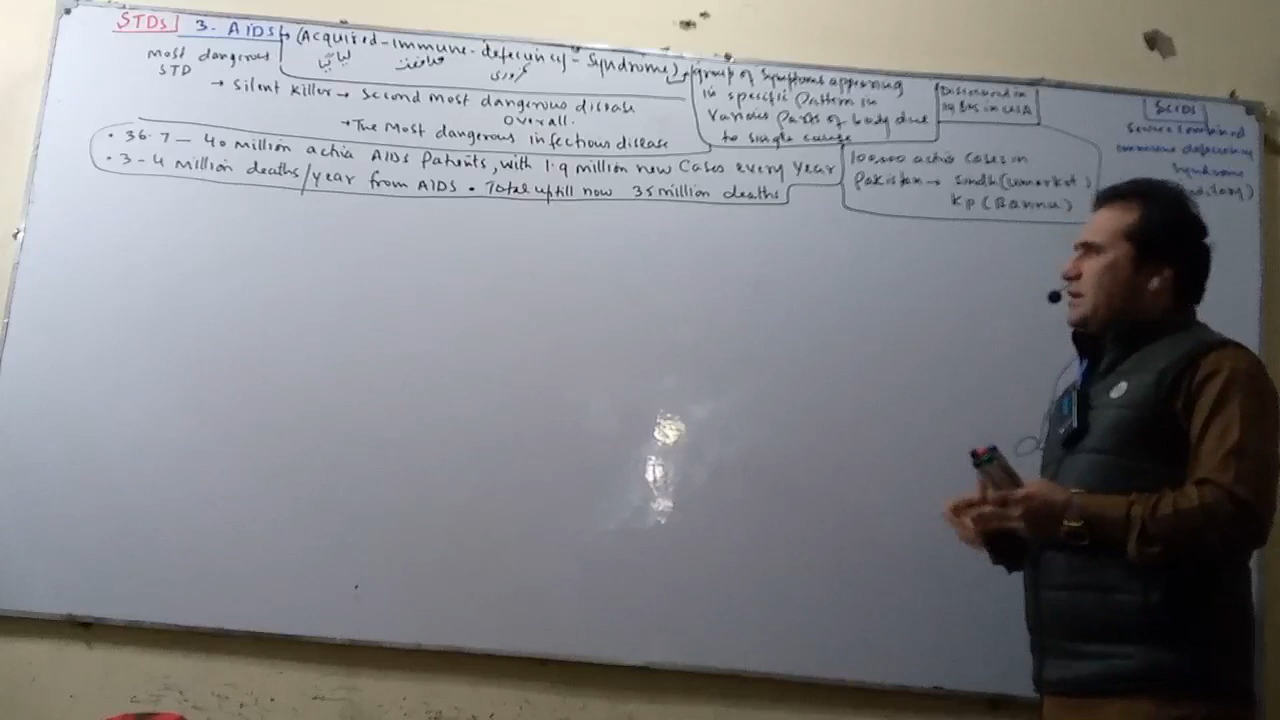 STDs 3. AIDS → (Acquired-immune-defeciency-Syndrome)
Most dangerous
STD
→ Silent Killer → Second most dangerous disease
overall.
→ The Most dangerous infectious disease
group of Symptoms appearing
in specific Pattern in
Various Parts of body due
to single cause
Discovered in
in USA
SCIDS
Severe combined
immune defeciency
Syndrome
• 36.7 – 40 million active AIDS Patients, with 1.9 million new Cases every Year
• 3-4 million deaths/year from AIDS • Total uptill now 35 million deaths
100,000 active cases in
Pakistan → Sindh (
KP (Bannu)